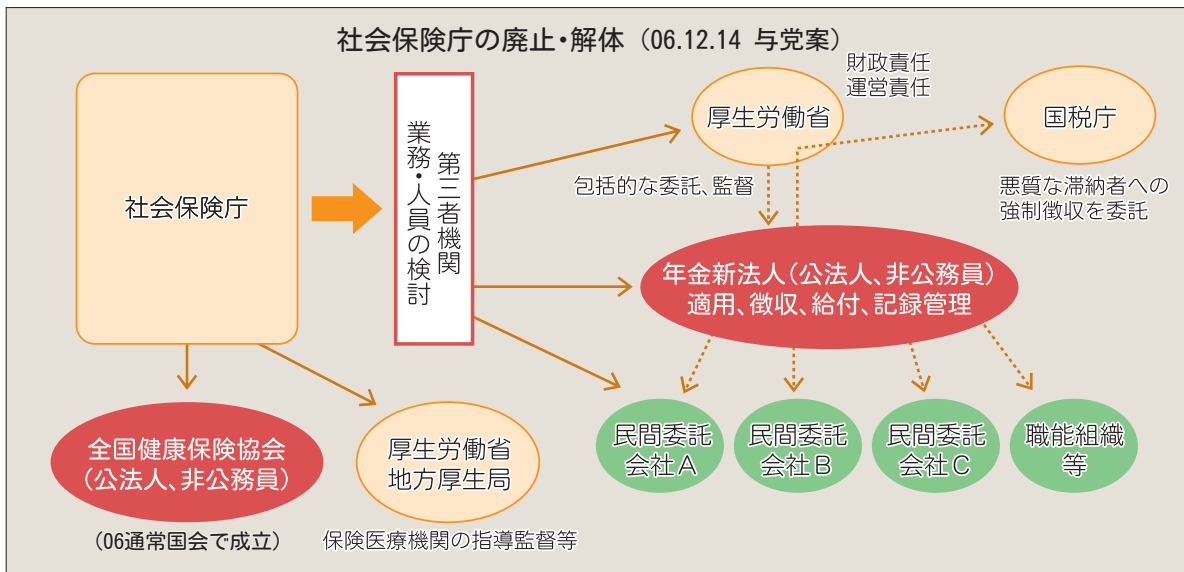 社会保険庁の廃止・解体（06.12.14 与党案）
社会保険庁
第三者機関
業務・人員の検討
厚生労働省
財政責任
運営責任
国税庁
包括的な委託、監督
悪質な滞納者への
強制徴収を委託
年金新法人（公法人、非公務員）
適用、徴収、給付、記録管理
全国健康保険協会
（公法人、非公務員）
（06通常国会で成立）
厚生労働省
地方厚生局
保険医療機関の指導監督等
民間委託
会社A
民間委託
会社B
民間委託
会社C
職能組織
等